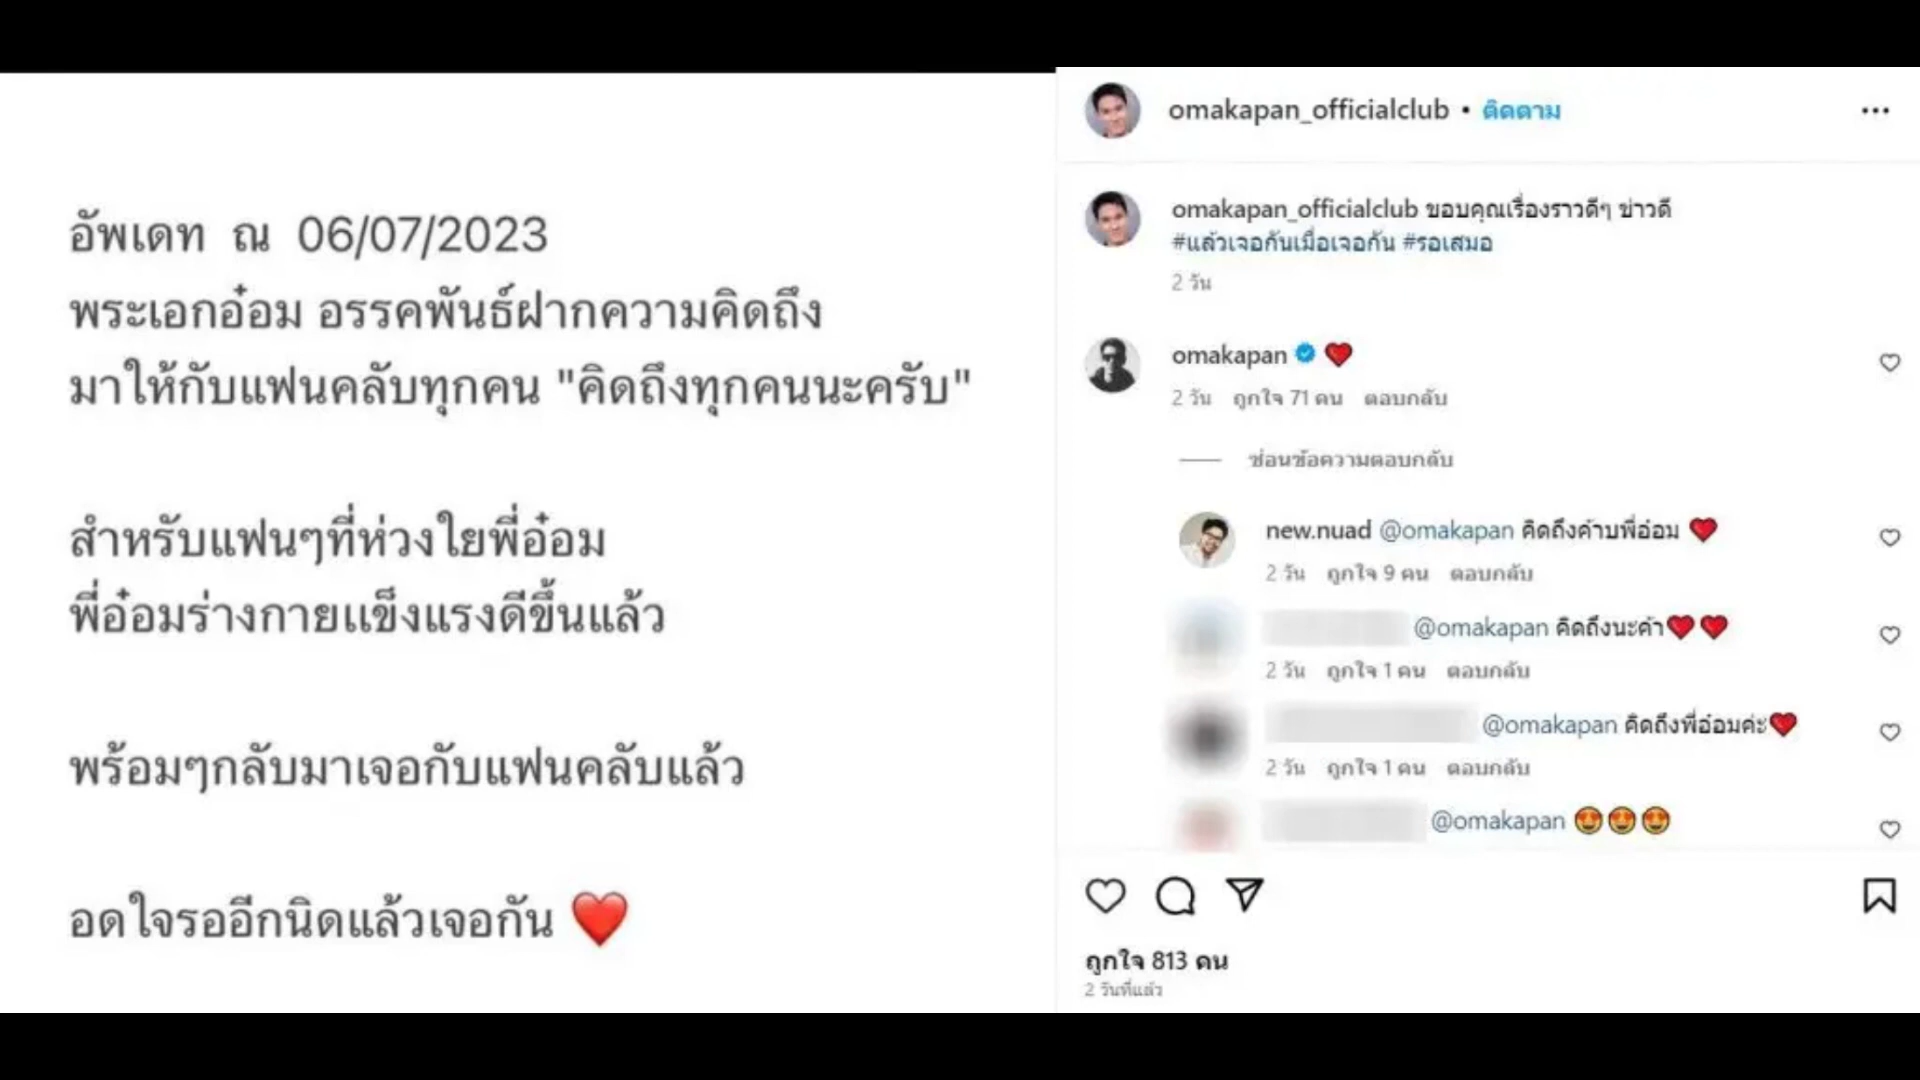 อัพเดท ณ 06/07/2023
พระเอกอ๋อม อรรคพันธ์ฝากความคิดถึง
มาให้กับแฟนคลับทุกคน "คิดถึงทุกคนนะครับ"
สำหรับแฟนๆที่ห่วงใยพี่อ๋อม
พี่อ๋อมร่างกายแข็งแรงดีขึ้นแล้ว
พร้อมๆกลับมาเจอกับแฟนคลับแล้ว
อดใจรออีกนิดแล้วเจอกัน ❤️
omakapan_officialclub • ติดตาม
omakapan_officialclub ขอบคุณเรื่องราวดีๆ ข่าวดี
#แล้วเจอกันเมื่อเจอกัน #รอเสมอ
2 วัน
omakapan ❤️
2 วัน ถูกใจ 71 คน ตอบกลับ
ซ่อนข้อความตอบกลับ
new.nuad @omakapan คิดถึงค้าบพี่อ๋อม ❤️
2 วัน ถูกใจ 9 คน ตอบกลับ
@omakapan คิดถึงนะค้า❤️❤️
2 วัน ถูกใจ 1 คน ตอบกลับ
@omakapan คิดถึงพี่อ๋อมค่ะ❤️
2 วัน ถูกใจ 1 คน ตอบกลับ
@omakapan 😍😍😍
ถูกใจ 813 คน
2 วันที่แล้ว